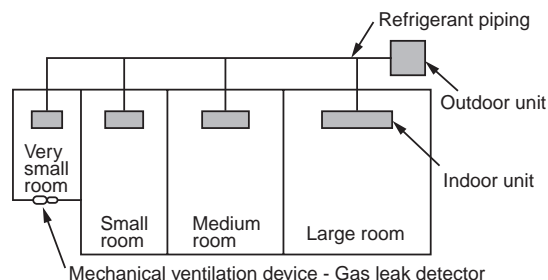 Refrigerant piping
Outdoor unit
Indoor unit
Very
small
room
Small
room
Medium
room
Large room
Mechanical ventilation device - Gas leak detector